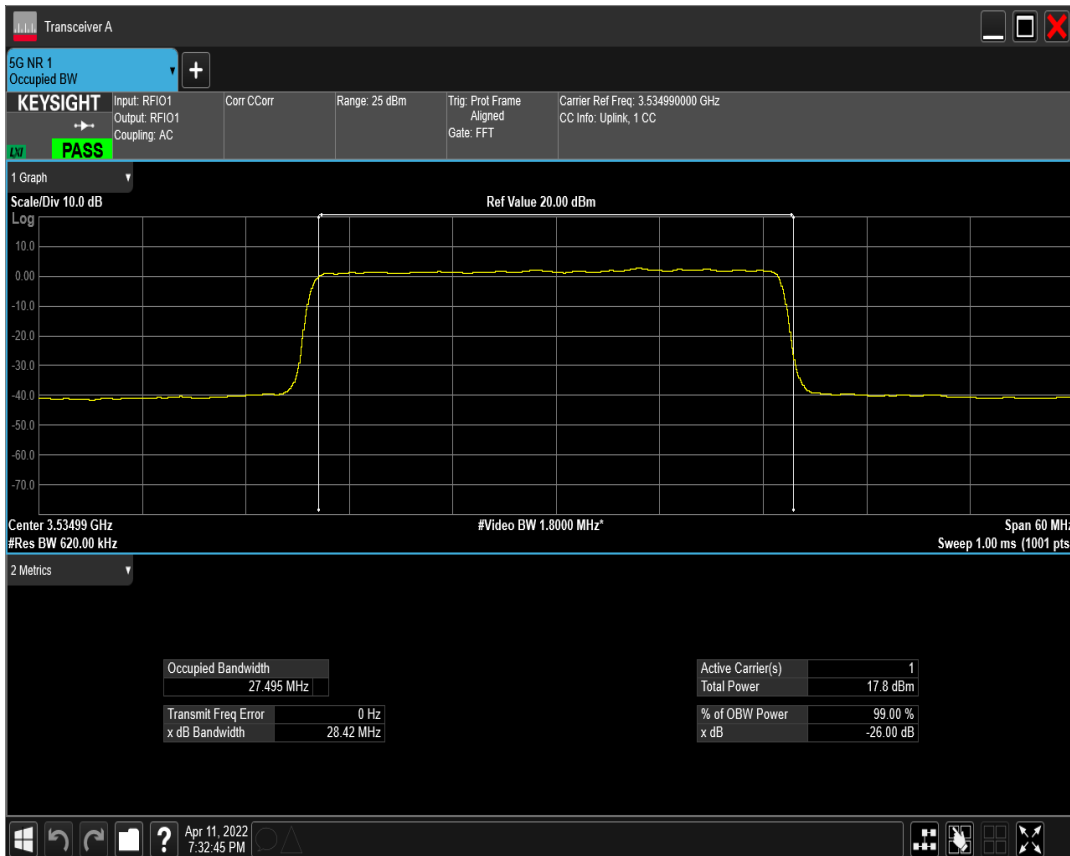 Transceiver A
5G NR 1
Occupied BW
KEYSIGHT
LXI
PASS
Input: RFIO1
Output: RFIO1
Coupling: AC
Corr CCorr
Range: 25 dBm
Trig: Prot Frame
Aligned
Gate: FFT
Carrier Ref Freq: 3.534990000 GHz
CC Info: Uplink, 1 CC
1 Graph
Scale/Div 10.0 dB
Ref Value 20.00 dBm
Log
10.0
0.00
-10.0
-20.0
-30.0
-40.0
-50.0
-60.0
-70.0
Center 3.53499 GHz
#Video BW 1.8000 MHz*
Span 60 MHz
#Res BW 620.00 kHz
Sweep 1.00 ms (1001 pts
2 Metrics
Occupied Bandwidth
27.495 MHz
Transmit Freq Error 0 Hz
x dB Bandwidth 28.42 MHz
Active Carrier(s) 1
Total Power 17.8 dBm
% of OBW Power 99.00 %
x dB -26.00 dB
?
Apr 11, 2022
7:32:45 PM